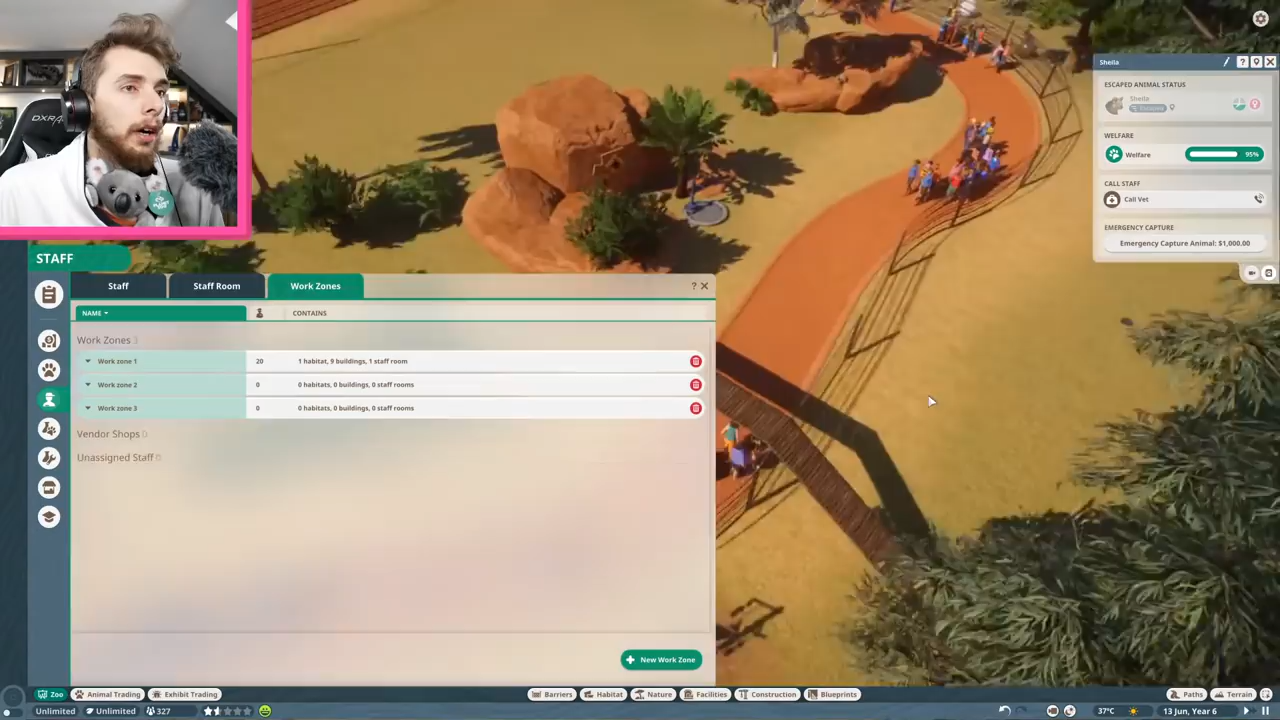 DXRA
Sheila
ESCAPED ANIMAL STATUS
Sheila
Escaped
WELFARE
Welfare 95%
CALL STAFF
Call Vet
EMERGENCY CAPTURE
Emergency Capture Animal: $1,000.00
STAFF
Staff
Staff Room
Work Zones
NAME
CONTAINS
Work Zones 3
Work zone 1 20 1 habitat, 9 buildings, 1 staff room
Work zone 2 0 0 habitats, 0 buildings, 0 staff rooms
Work zone 3 0 0 habitats, 0 buildings, 0 staff rooms
Vendor Shops 0
Unassigned Staff 0
New Work Zone
Zoo Animal Trading Exhibit Trading Barriers Habitat Nature Facilities Construction Blueprints Paths Terrain
Unlimited Unlimited 327 37°C 13 Jun, Year 6